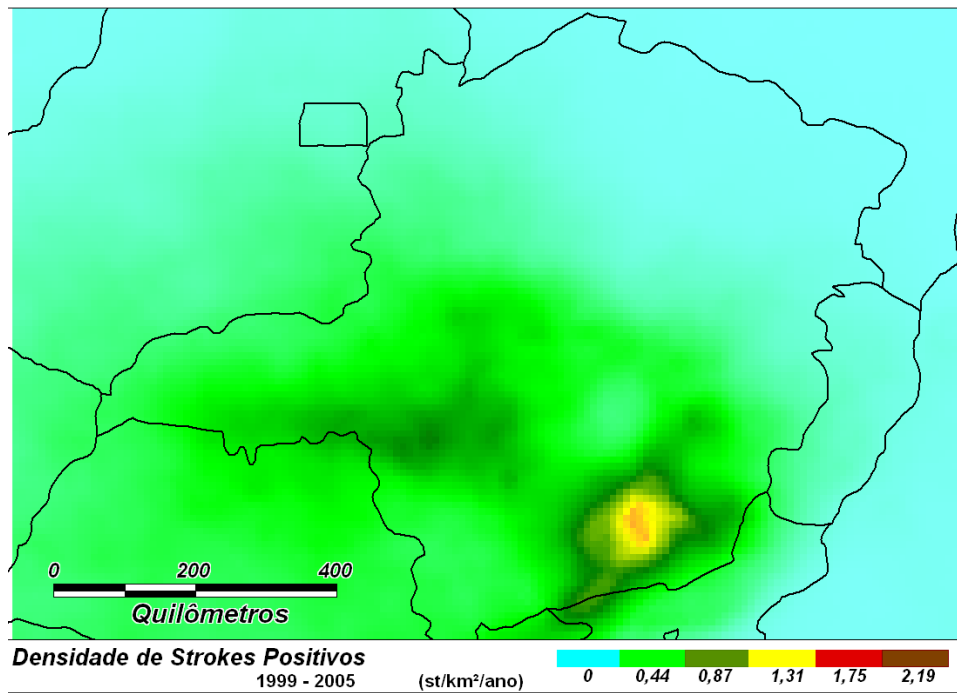 0 200 400
Quilômetros
Densidade de Strokes Positivos
1999 - 2005 (st/km²/ano)
0 0,44 0,87 1,31 1,75 2,19